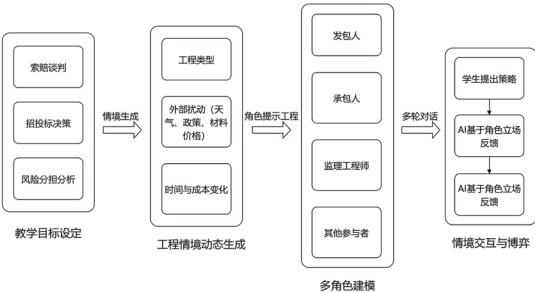 索赔谈判
招投标决策
风险分担分析
教学目标设定
情境生成
工程类型
外部扰动（天
气、政策、材料
价格）
时间与成本变化
工程情境动态生成
角色提示工程
发包人
承包人
监理工程师
其他参与者
多角色建模
多轮对话
学生提出策略
AI基于角色立场
反馈
AI基于角色立场
反馈
情境交互与博弈